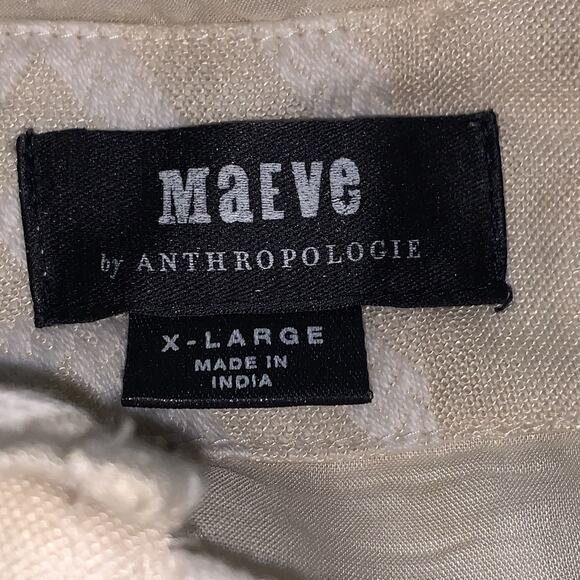 MaEVe
by ANTHROPOLOGIE
X-LARGE
MADE IN
INDIA